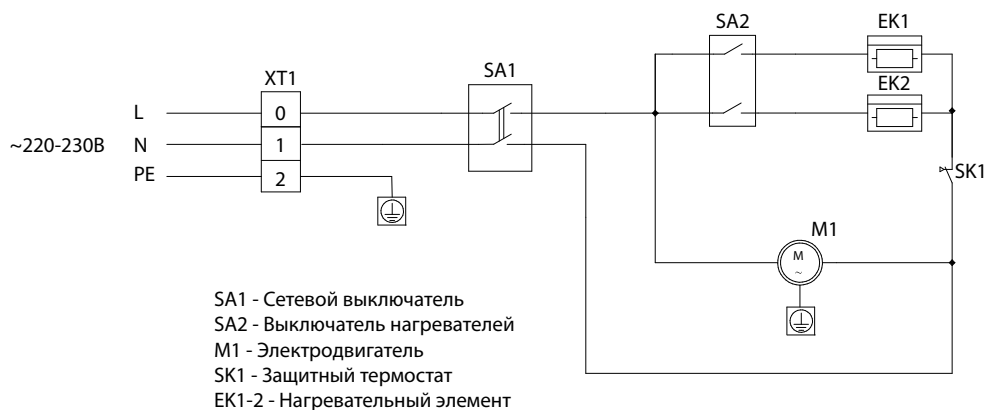 SA2
EK1
XT1
SA1
EK2
L
0
~220-230В
N
1
PE
2
SK1
M1
M
~
SA1 - Сетевой выключатель
SA2 - Выключатель нагревателей
M1 - Электродвигатель
SK1 - Защитный термостат
EK1-2 - Нагревательный элемент